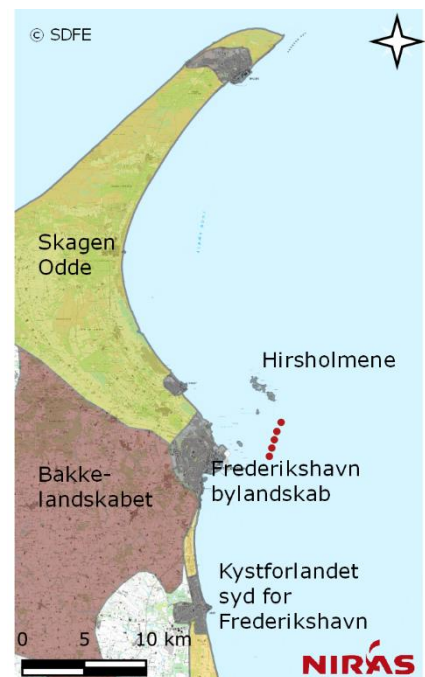 © SDFE
Skagen
Odde
Hirsholmene
Bakke-
landskabet
Frederikshavn
bylandskab
Kystforlandet
syd for
Frederikshavn
0 5 10 km
NIRAS